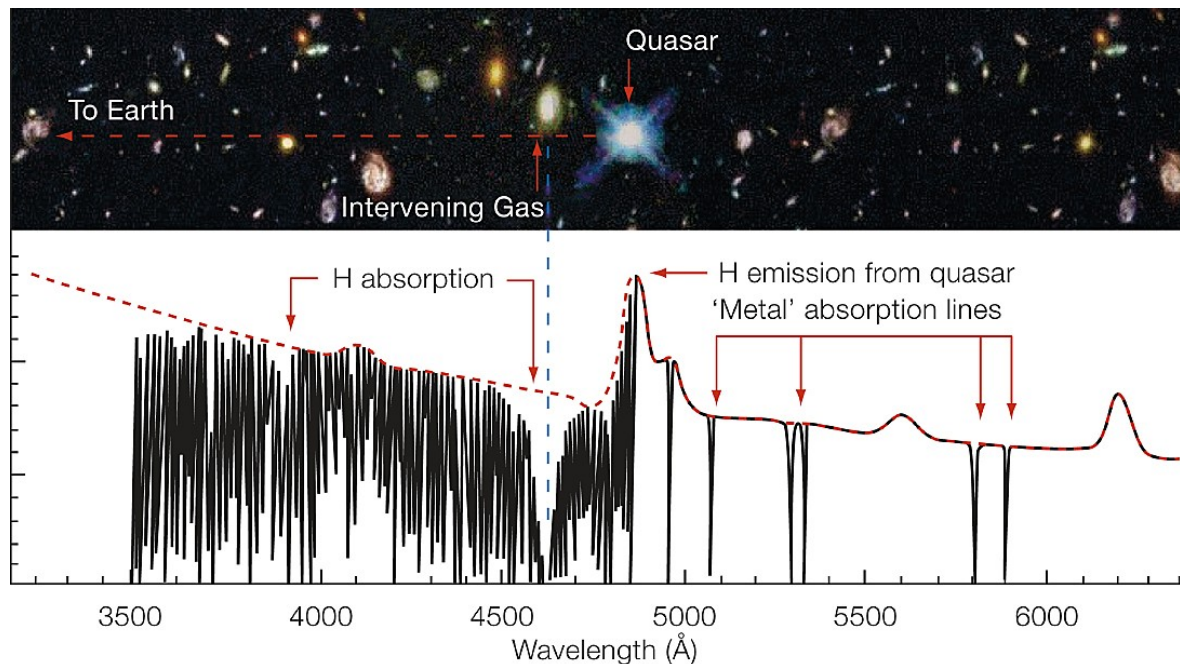 Quasar
To Earth
Intervening Gas
H absorption
H emission from quasar
‘Metal’ absorption lines
3500 4000 4500 5000 5500 6000
Wavelength (Å)